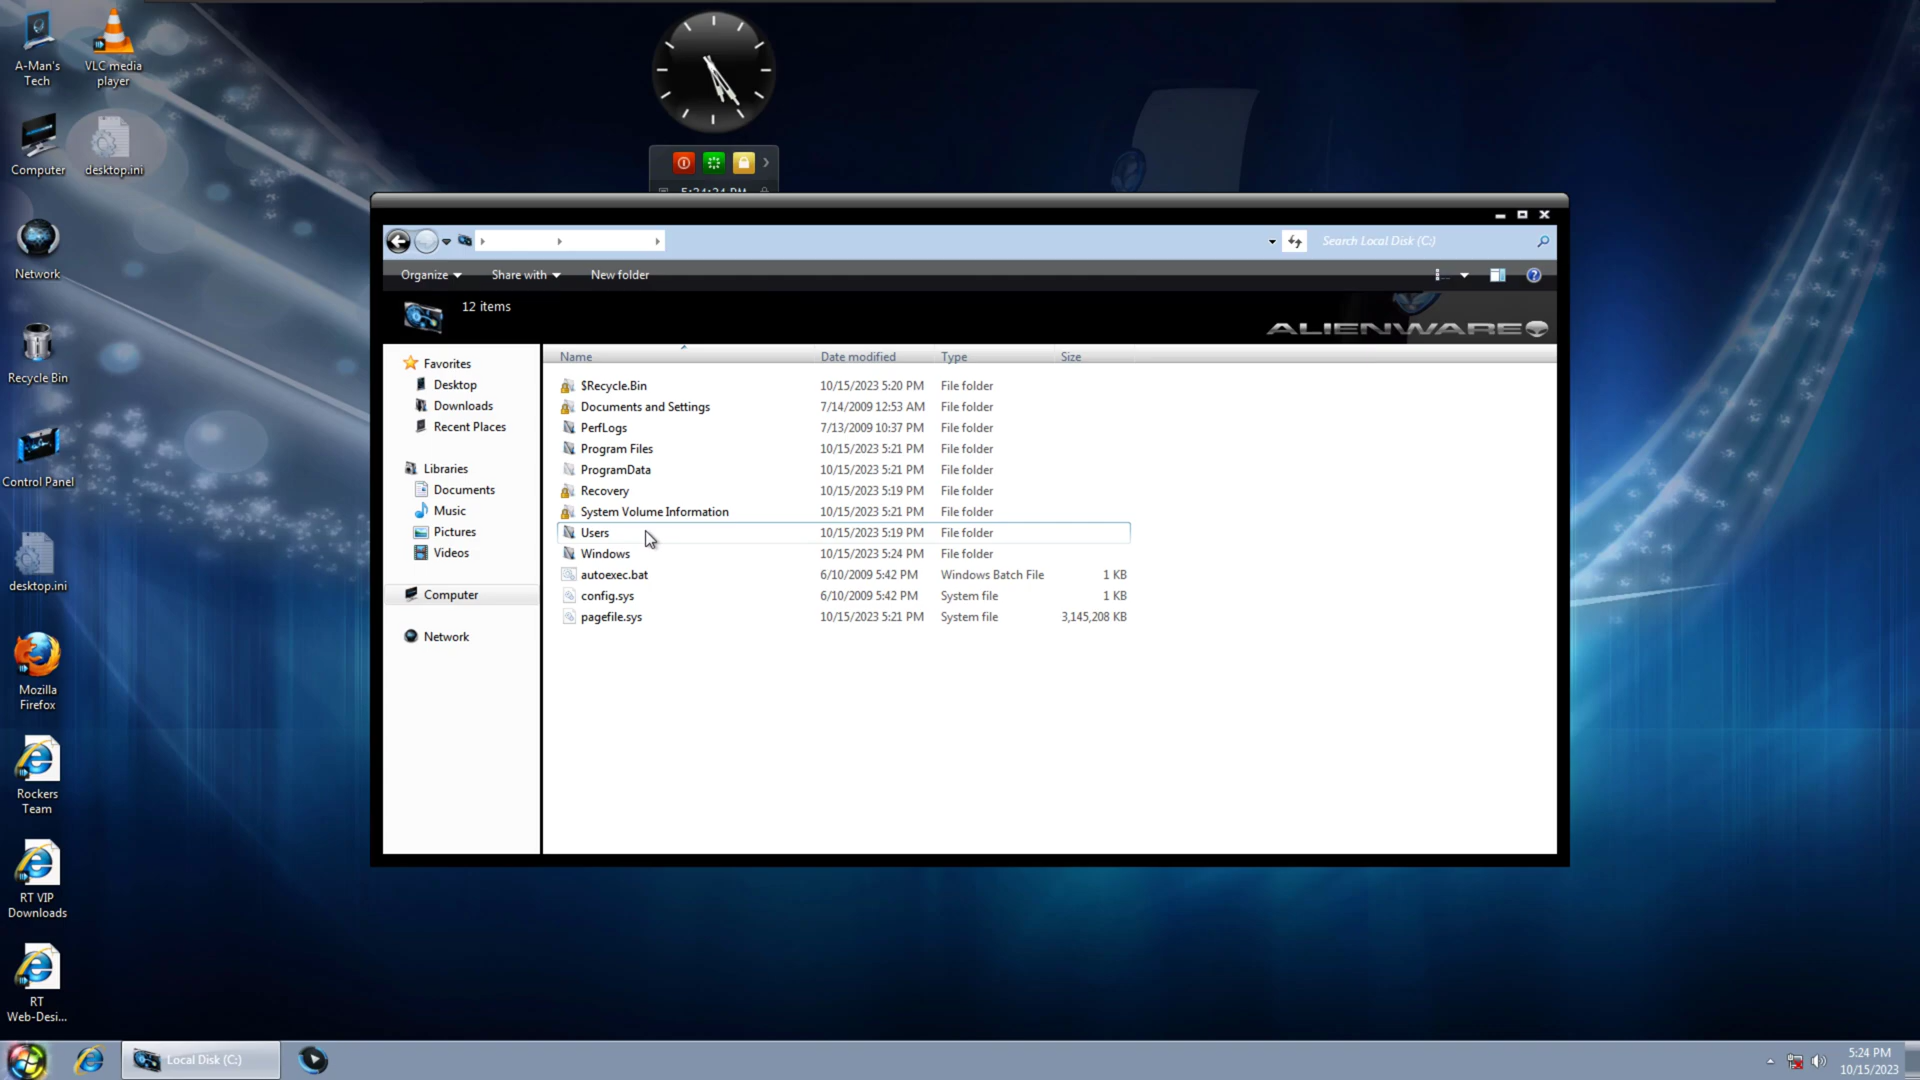 A-Man's
Tech
VLC media
player
Computer
desktop.ini
Network
Recycle Bin
Control Panel
desktop.ini
Mozilla
Firefox
Rockers
Team
RT VIP
Downloads
RT
Web-Desi...
Search Local Disk (C:)
Organize
Share with
New folder
12 items
ALIENWARE
Favorites
Desktop
Downloads
Recent Places
Libraries
Documents
Music
Pictures
Videos
Computer
Network
Name Date modified Type Size
$Recycle.Bin 10/15/2023 5:20 PM File folder
Documents and Settings 7/14/2009 12:53 AM File folder
PerfLogs 7/13/2009 10:37 PM File folder
Program Files 10/15/2023 5:21 PM File folder
ProgramData 10/15/2023 5:21 PM File folder
Recovery 10/15/2023 5:19 PM File folder
System Volume Information 10/15/2023 5:21 PM File folder
Users 10/15/2023 5:19 PM File folder
Windows 10/15/2023 5:24 PM File folder
autoexec.bat 6/10/2009 5:42 PM Windows Batch File 1 KB
config.sys 6/10/2009 5:42 PM System file 1 KB
pagefile.sys 10/15/2023 5:21 PM System file 3,145,208 KB
Local Disk (C:)
5:24 PM
10/15/2023